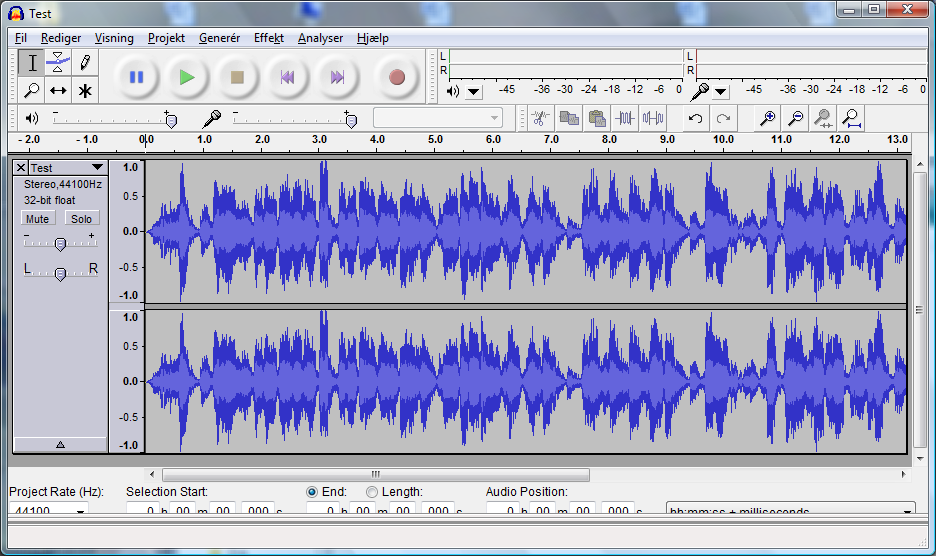 Test
Fil Rediger Visning Projekt Generér Effekt Analyser Hjælp
L
R
-45 -36 -30 -24 -18 -12 -6 0
L
R
-45 -36 -30 -24 -18 -12 -6 0
- +
- +
- 2.0 - 1.0 0.0 1.0 2.0 3.0 4.0 5.0 6.0 7.0 8.0 9.0 10.0 11.0 12.0 13.0
Test
Stereo,44100Hz
32-bit float
Mute Solo
- +
L R
1.0
0.5
0.0
-0.5
-1.0
1.0
0.5
0.0
-0.5
-1.0
Project Rate (Hz): Selection Start: End: Length: Audio Position:
44100 0 h 00 m 00 . 000 s 0 h 00 m 00 . 000 s 0 h 00 m 00 . 000 s hh:mm:ss + milliseconds